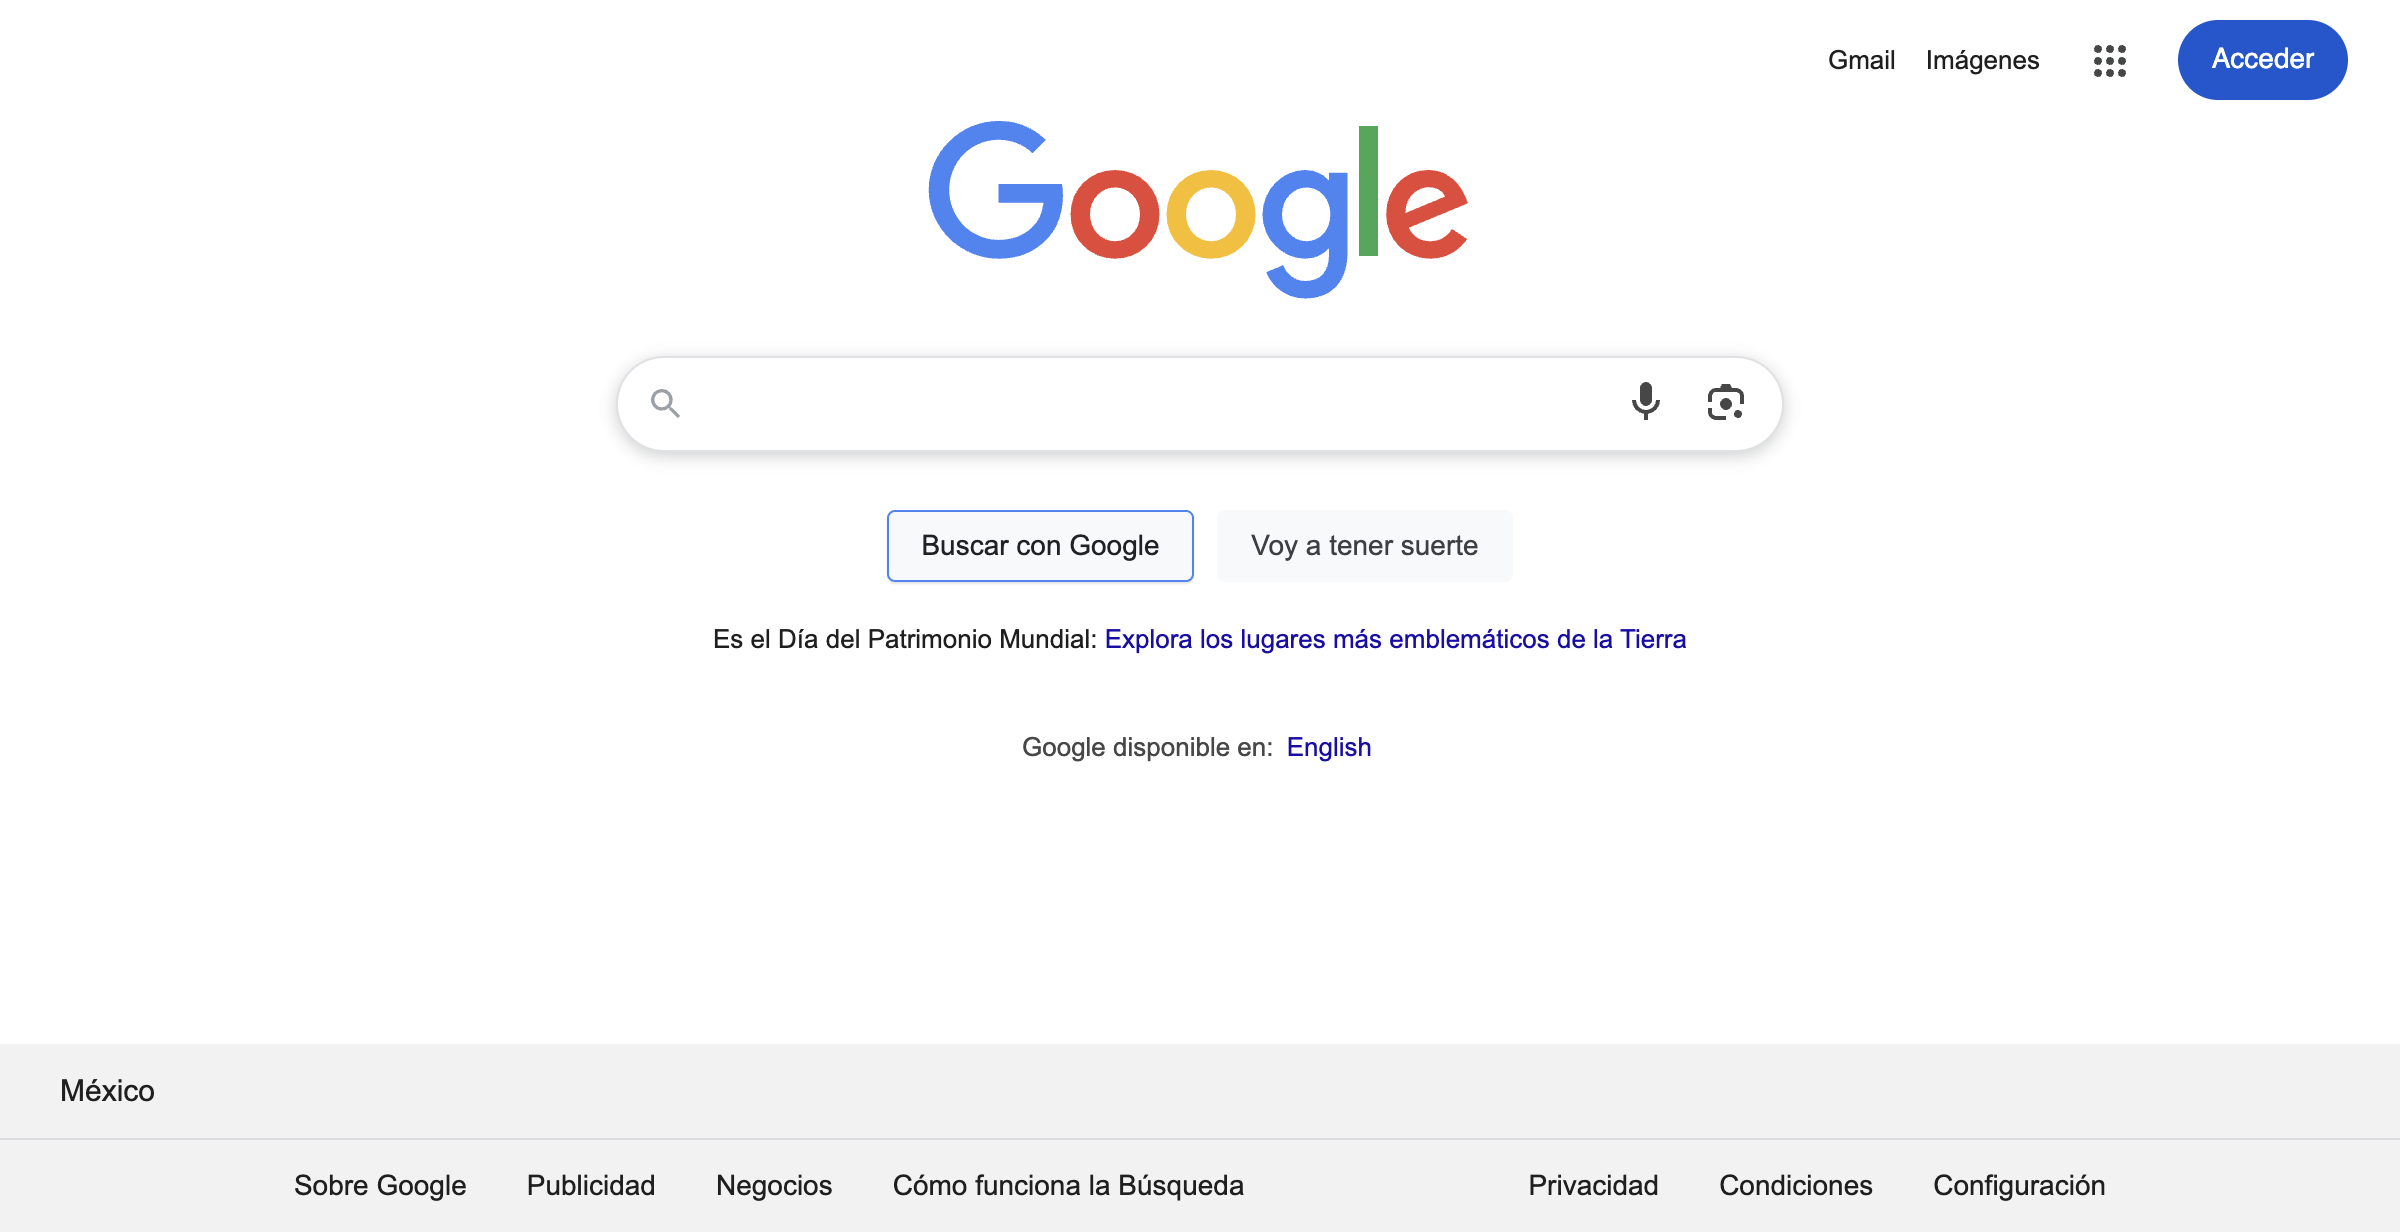 Gmail Imágenes Acceder
Google
Buscar con Google Voy a tener suerte
Es el Día del Patrimonio Mundial: Explora los lugares más emblemáticos de la Tierra
Google disponible en: English
México
Sobre Google Publicidad Negocios Cómo funciona la Búsqueda Privacidad Condiciones Configuración